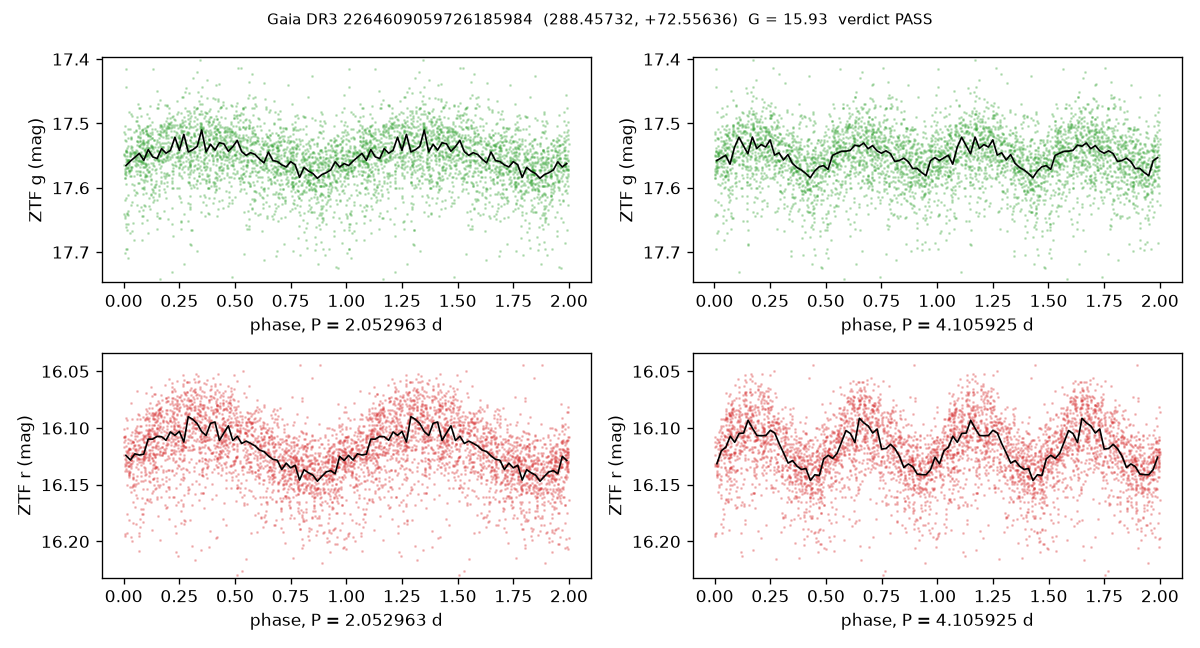 Gaia DR3 2264609059726185984  (288.45732, +72.55636)  G = 15.93  verdict PASS
17.4
17.5
17.6
17.7
ZTF g (mag)
0.00 0.25 0.50 0.75 1.00 1.25 1.50 1.75 2.00
phase, P = 2.052963 d
17.4
17.5
17.6
17.7
ZTF g (mag)
0.00 0.25 0.50 0.75 1.00 1.25 1.50 1.75 2.00
phase, P = 4.105925 d
16.05
16.10
16.15
16.20
ZTF r (mag)
0.00 0.25 0.50 0.75 1.00 1.25 1.50 1.75 2.00
phase, P = 2.052963 d
16.05
16.10
16.15
16.20
ZTF r (mag)
0.00 0.25 0.50 0.75 1.00 1.25 1.50 1.75 2.00
phase, P = 4.105925 d